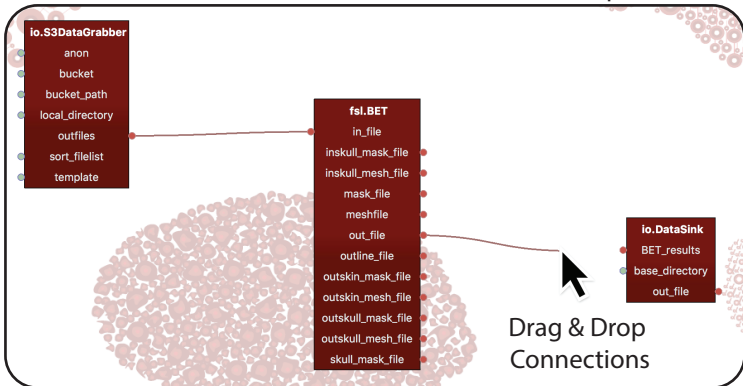 io.S3DataGrabber
anon
bucket
bucket_path
local_directory
outfiles
sort_filelist
template
fsl.BET
in_file
inskull_mask_file
inskull_mesh_file
mask_file
meshfile
out_file
outline_file
outskin_mask_file
outskin_mesh_file
outskull_mask_file
outskull_mesh_file
skull_mask_file
io.DataSink
BET_results
base_directory
out_file
Drag & Drop
Connections